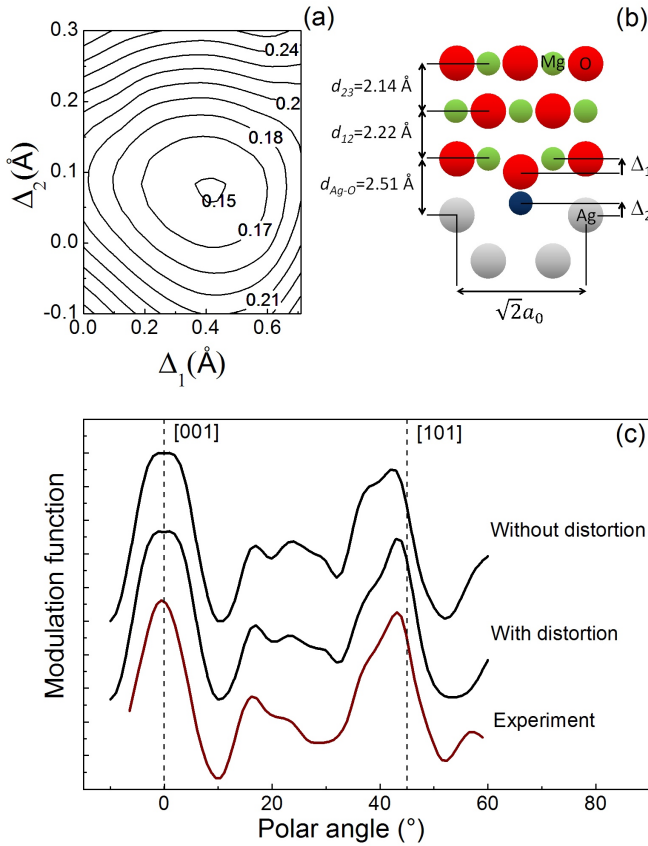 (a)
0.3
0.2
0.1
0.0
-0.1
0.0 0.2 0.4 0.6
Δ₂(Å)
Δ₁(Å)
0.24
0.2
0.18
0.15
0.17
0.21
(b)
Mg O
d₂₃=2.14 Å
d₁₂=2.22 Å
d_Ag-O=2.51 Å
Δ₁
Δ₂
Ag
√2a₀
(c)
[001] [101]
Without distortion
With distortion
Experiment
Modulation function
0 20 40 60 80
Polar angle (°)